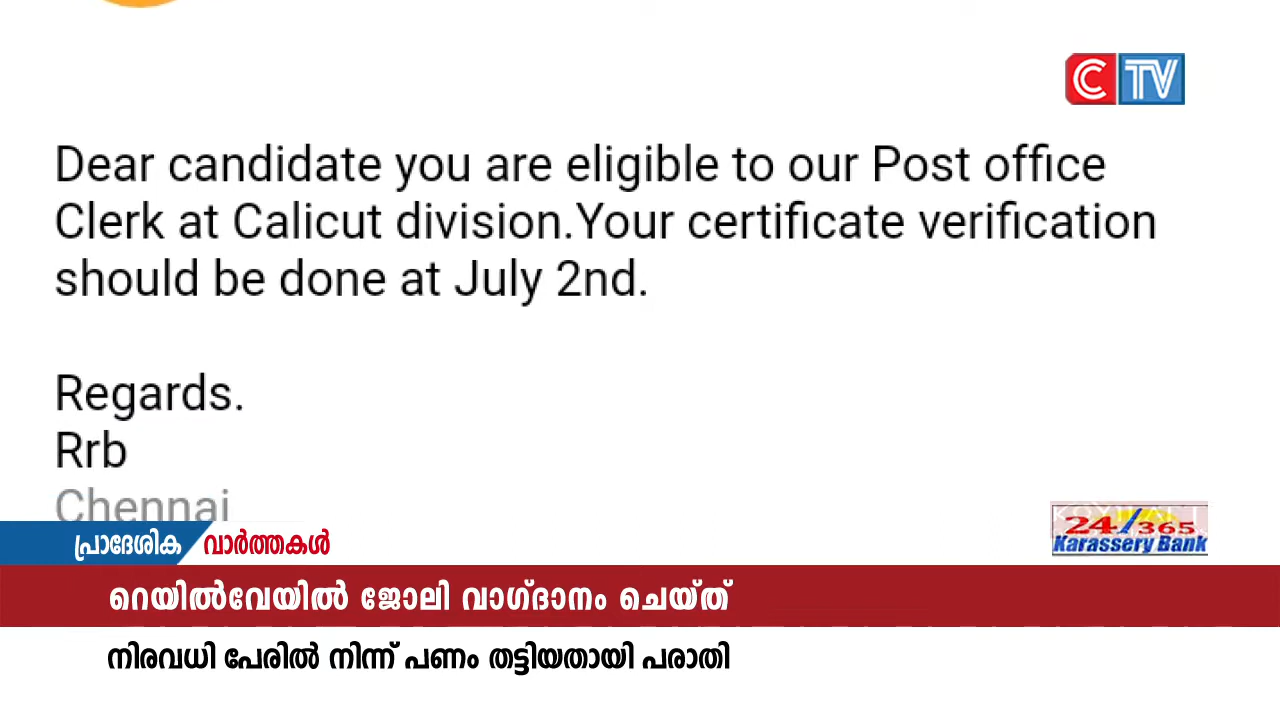 C TV
Dear candidate you are eligible to our Post office
Clerk at Calicut division.Your certificate verification
should be done at July 2nd.
Regards.
Rrb
Chennai
24/365
Karassery Bank
പ്രാദേശിക വാർത്തകൾ
റെയിൽവേയിൽ ജോലി വാഗ്ദാനം ചെയ്ത്
നിരവധി പേരിൽ നിന്ന് പണം തട്ടിയതായി പരാതി